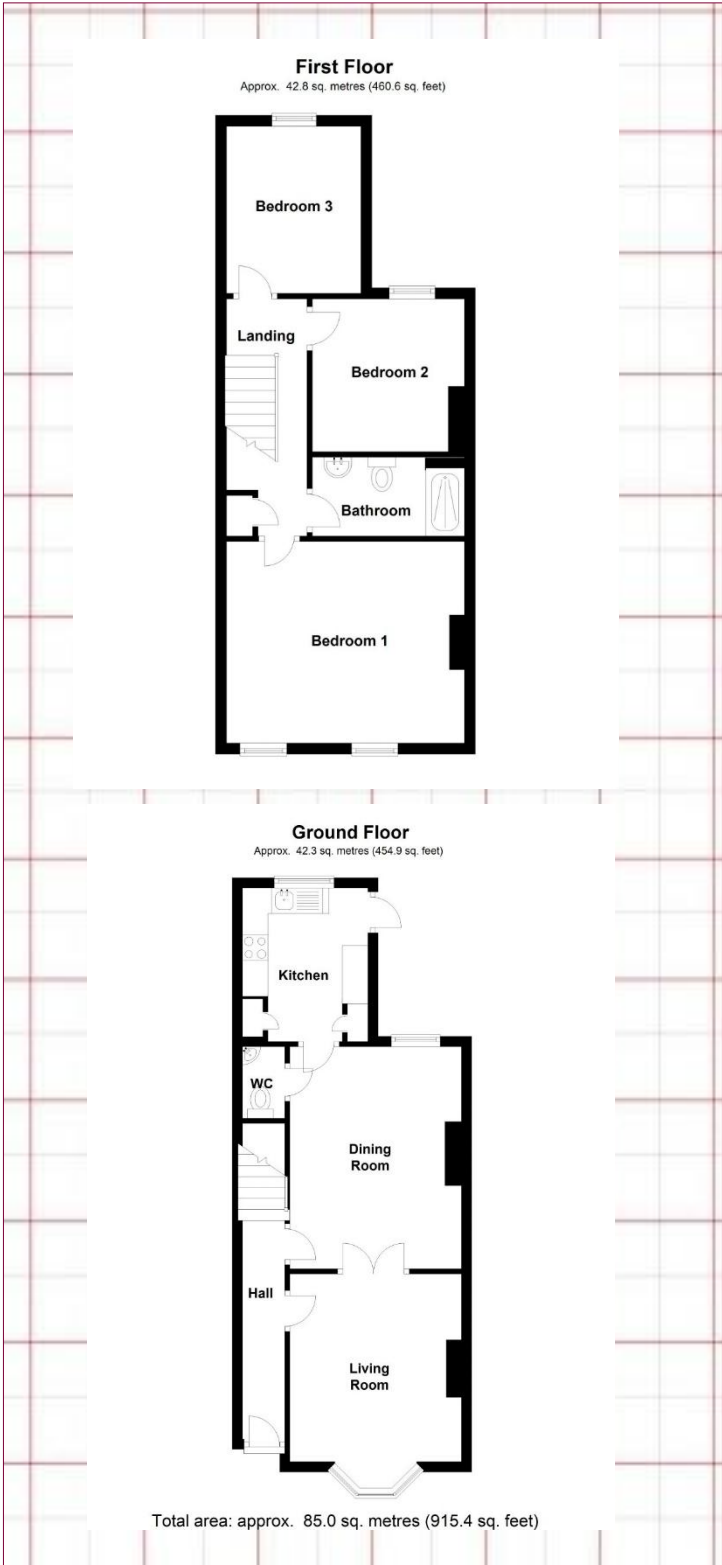 First Floor
Approx. 42.8 sq. metres (460.6 sq. feet)
Bedroom 3
Landing
Bedroom 2
Bathroom
Bedroom 1
Ground Floor
Approx. 42.3 sq. metres (454.9 sq. feet)
Kitchen
WC
Dining
Room
Hall
Living
Room
Total area: approx. 85.0 sq. metres (915.4 sq. feet)